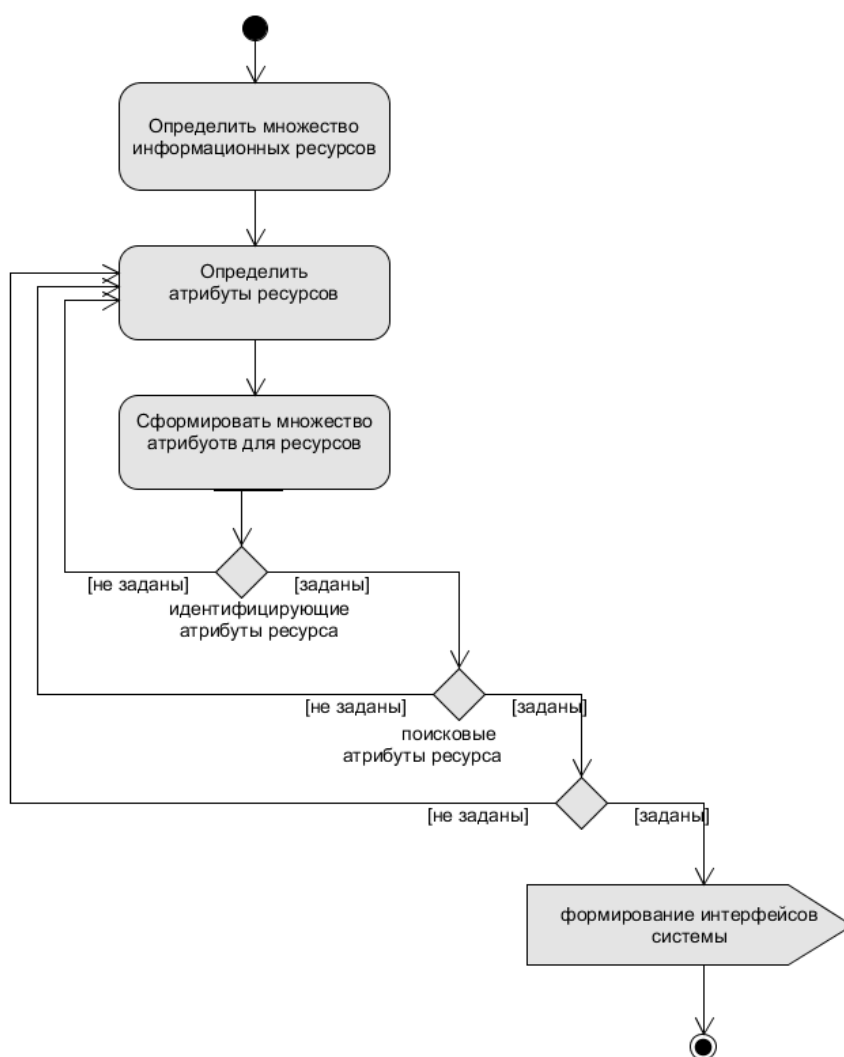 Определить множество
информационных ресурсов
Определить
атрибуты ресурсов
Сформировать множество
атрибуотв для ресурсов
[не заданы]
[заданы]
идентифицирующие
атрибуты ресурса
[не заданы]
[заданы]
поисковые
атрибуты ресурса
[не заданы]
[заданы]
формирование интерфейсов
системы